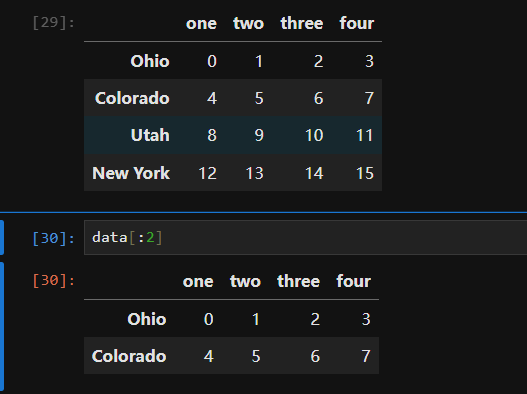 [29]:
one two three four
Ohio 0 1 2 3
Colorado 4 5 6 7
Utah 8 9 10 11
New York 12 13 14 15
[30]: data[:2]
[30]:
one two three four
Ohio 0 1 2 3
Colorado 4 5 6 7